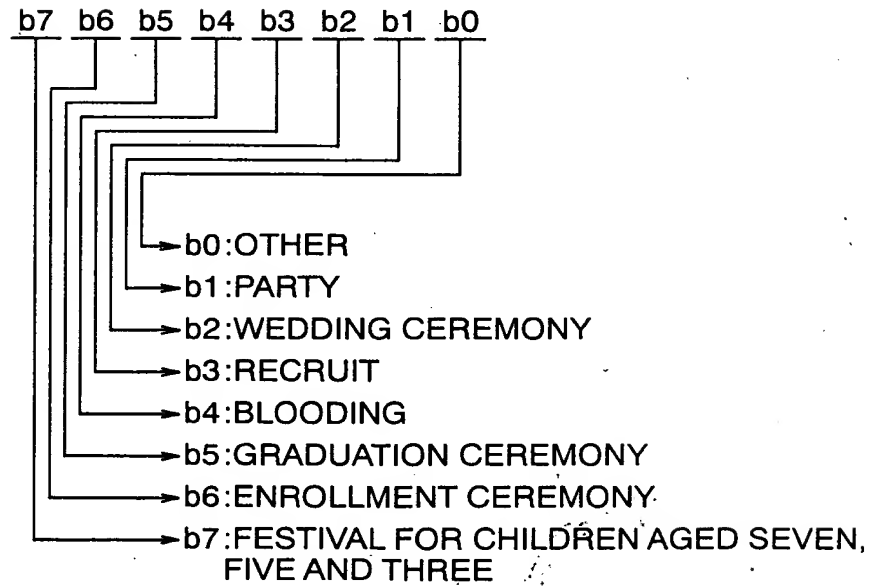 b7 b6 b5 b4 b3 b2 b1 b0
b0:OTHER
b1:PARTY
b2:WEDDING CEREMONY
b3:RECRUIT
b4:BLOODING
b5:GRADUATION CEREMONY
b6:ENROLLMENT CEREMONY
b7:FESTIVAL FOR CHILDREN AGED SEVEN,
FIVE AND THREE